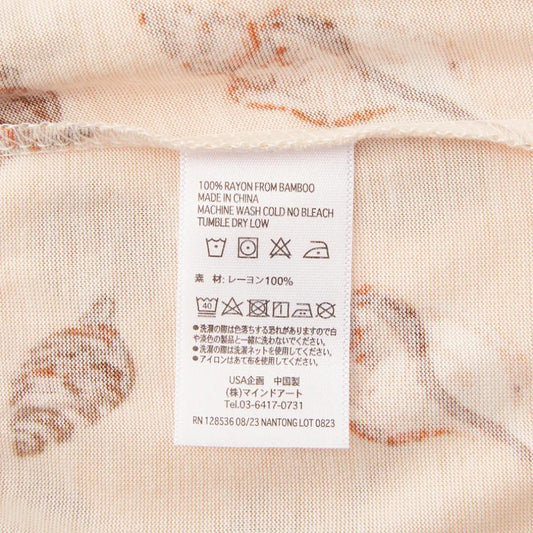 100% RAYON FROM BAMBOO
MADE IN CHINA
MACHINE WASH COLD NO BLEACH
TUMBLE DRY LOW
素 材: レーヨン100%
40
●洗濯の際は色落ちする恐れがありますので白
や淡色の製品と一緒に洗わないでください。
●洗濯の際は洗濯ネットを使用してください。
●アイロンはあて布を使用してください。
USA企画 中国製
(株)マインドアート
Tel.03-6417-0731
RN 128536 08/23 NANTONG LOT 0823